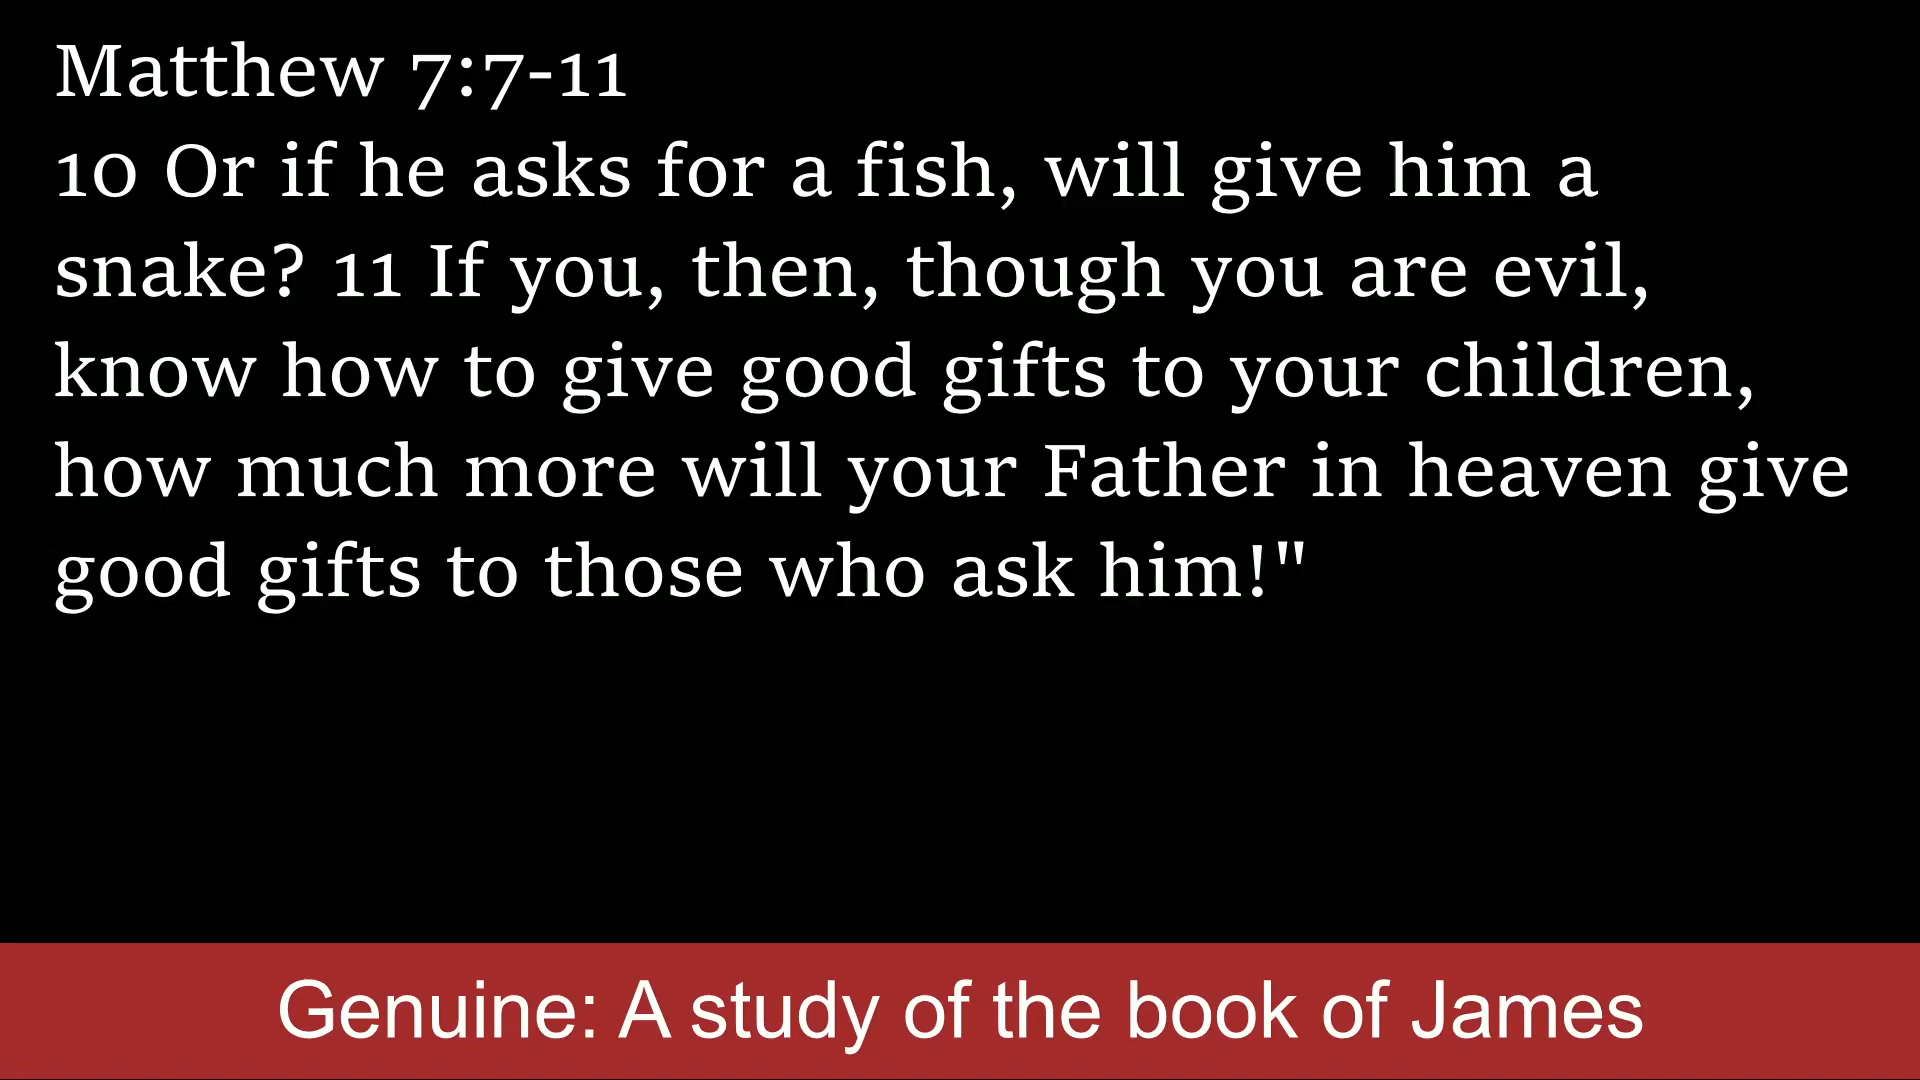 Matthew 7:7-11
10 Or if he asks for a fish, will give him a
snake? 11 If you, then, though you are evil,
know how to give good gifts to your children,
how much more will your Father in heaven give
good gifts to those who ask him!"
Genuine: A study of the book of James